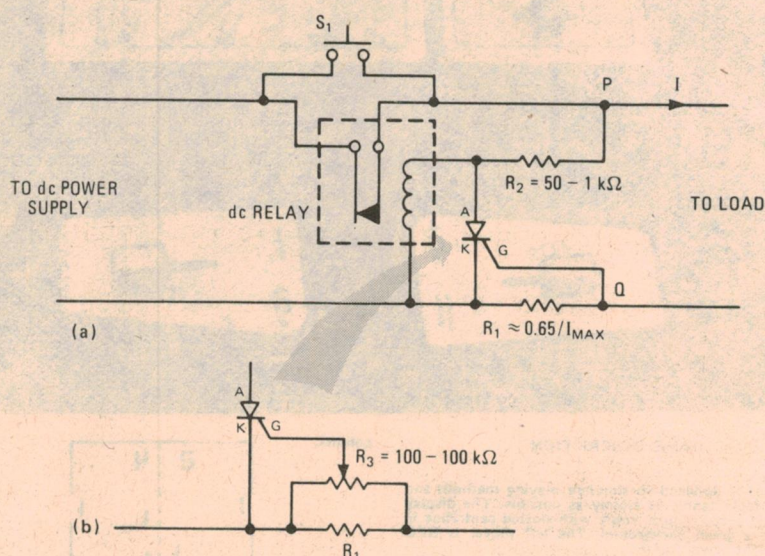 S₁
P
I
TO dc POWER
SUPPLY
dc RELAY
R₂ = 50 – 1 kΩ
TO LOAD
A
K
G
Q
R₁ ≈ 0.65/I_MAX
(a)
A
K
G
R₃ = 100 – 100 kΩ
(b)
R₁